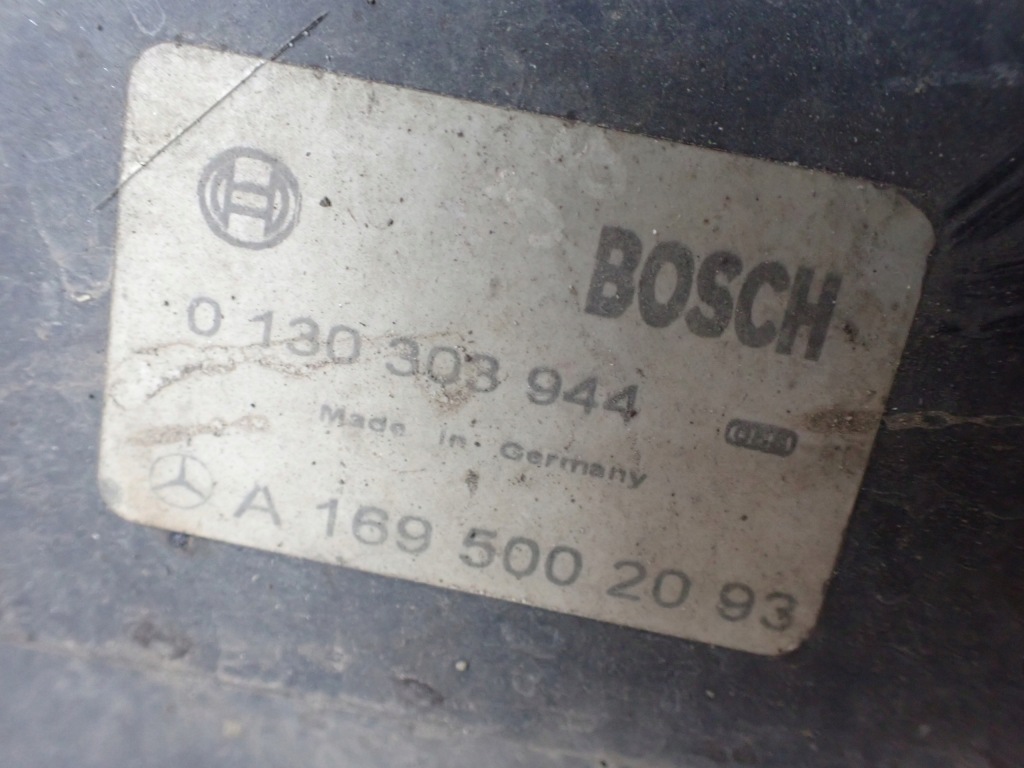 BOSCH
0 130 303 944
Made in Germany
A 169 500 20 93